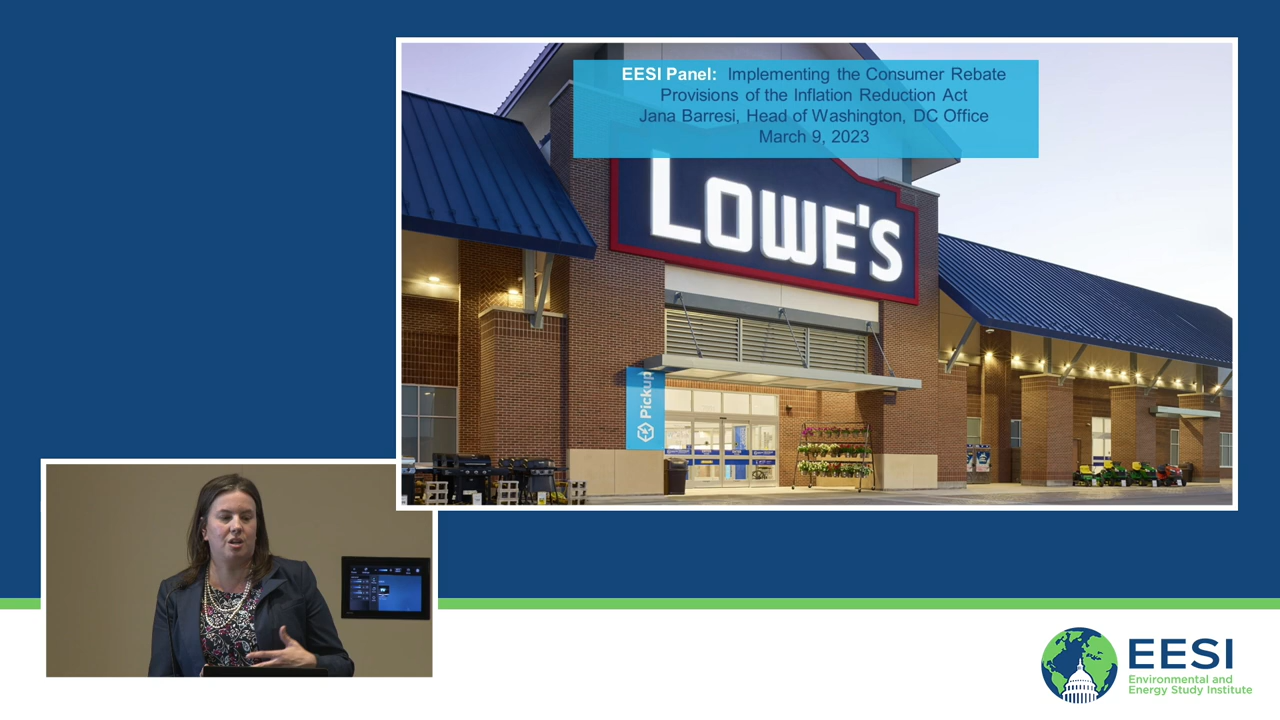 EESI Panel: Implementing the Consumer Rebate
Provisions of the Inflation Reduction Act
Jana Barresi, Head of Washington, DC Office
March 9, 2023
LOWE'S
Pickup
EESI
Environmental and
Energy Study Institute